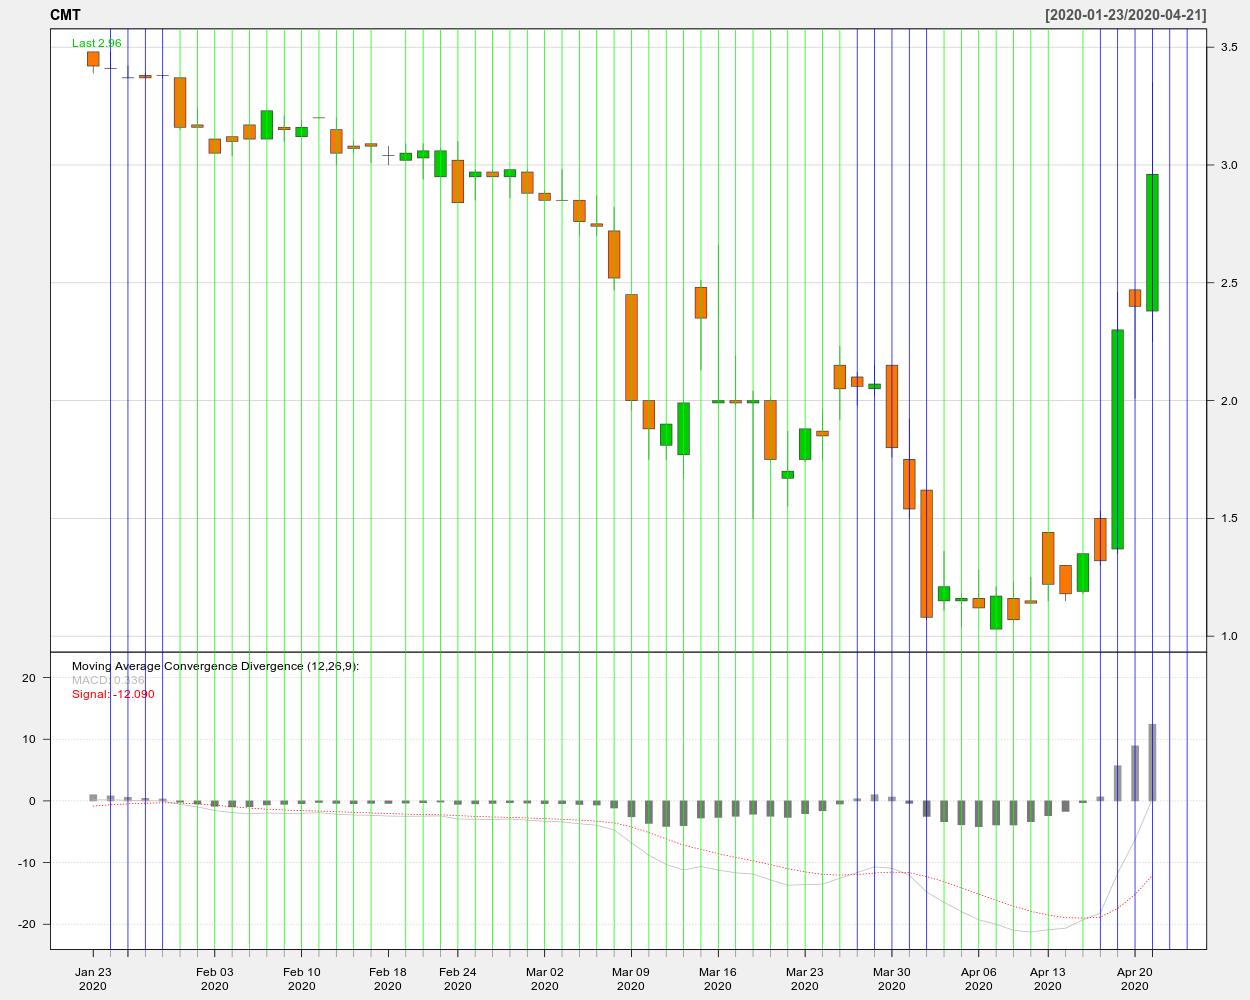 CMT [2020-01-23/2020-04-21]
Last 2.96
3.5
3.0
2.5
2.0
1.5
1.0
Moving Average Convergence Divergence (12,26,9):
MACD: 0.336
Signal: -12.090
20
10
0
-10
-20
Jan 23 Feb 03 Feb 10 Feb 18 Feb 24 Mar 02 Mar 09 Mar 16 Mar 23 Mar 30 Apr 06 Apr 13 Apr 20
2020 2020 2020 2020 2020 2020 2020 2020 2020 2020 2020 2020 2020